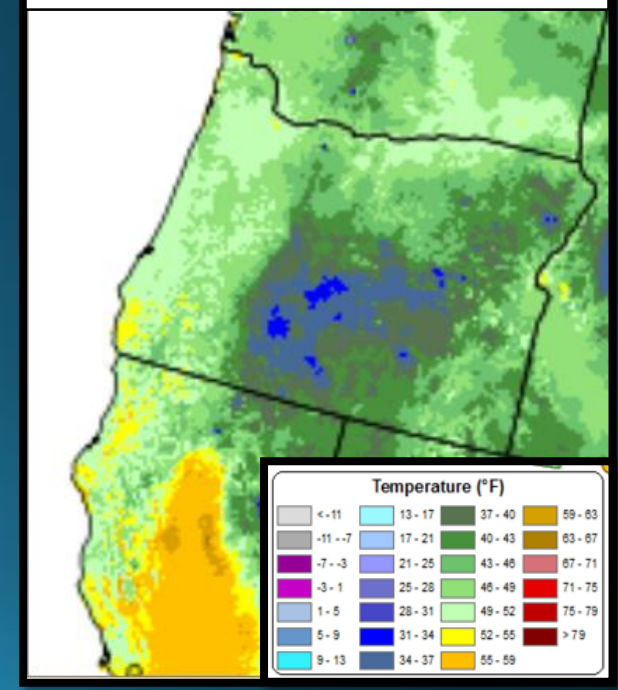 Temperature (°F)
< -11 13 - 17 37 - 40 59 - 63
-11 - -7 17 - 21 40 - 43 63 - 67
-7 - -3 21 - 25 43 - 46 67 - 71
-3 - 1 25 - 28 46 - 49 71 - 75
1 - 5 28 - 31 49 - 52 75 - 79
5 - 9 31 - 34 52 - 55 > 79
9 - 13 34 - 37 55 - 59